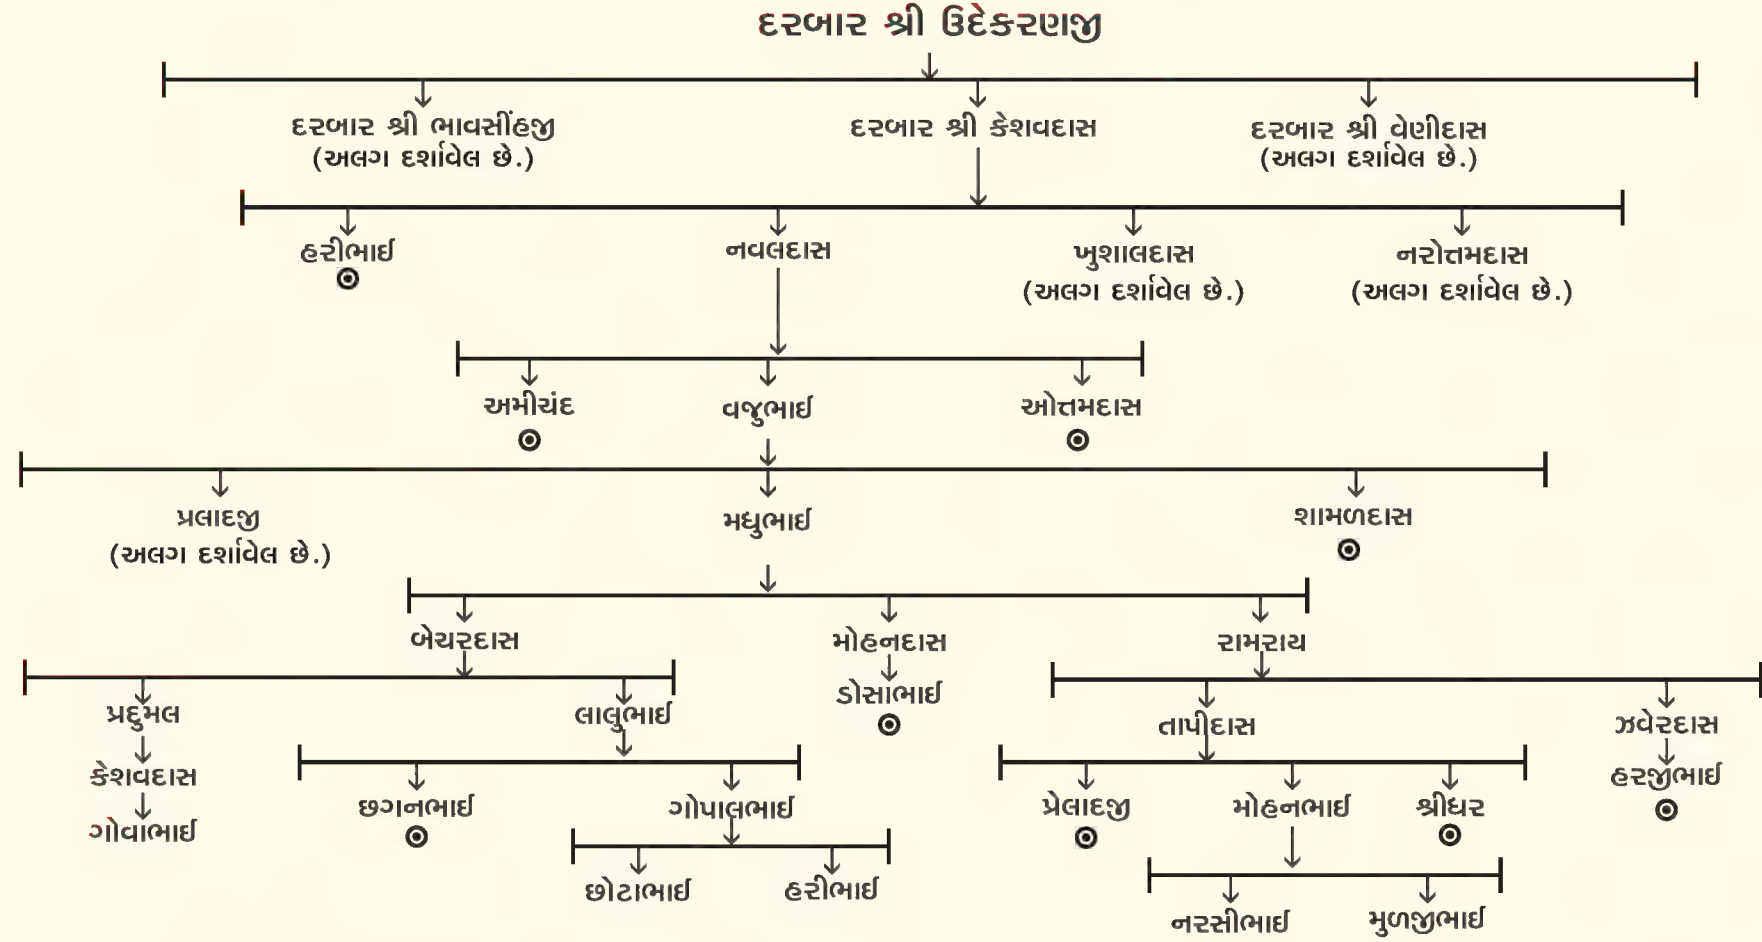 દરબાર શ્રી ઉદેકરણજી
દરબાર શ્રી ભાવસીંહજી દરબાર શ્રી કેશવદાસ દરબાર શ્રી વેણીદાસ
(અલગ દર્શાવેલ છે.) (અલગ દર્શાવેલ છે.)
હરીભાઈ નવલદાસ ખુશાલદાસ નરોત્તમદાસ
(અલગ દર્શાવેલ છે.) (અલગ દર્શાવેલ છે.)
અમીચંદ વજુભાઈ ઓત્તમદાસ
પ્રલાદજી મધુભાઈ શામળદાસ
(અલગ દર્શાવેલ છે.)
બેચરદાસ મોહનદાસ રામરાય
પ્રદુમલ લાલુભાઈ ડોસાભાઈ તાપીદાસ ઝવેરદાસ
કેશવદાસ હરજીભાઈ
છગનભાઈ ગોપાલભાઈ પ્રેલાદજી મોહનભાઈ શ્રીધર
ગોવાભાઈ
છોટાભાઈ હરીભાઈ
નરસીભાઈ મુળજીભાઈ